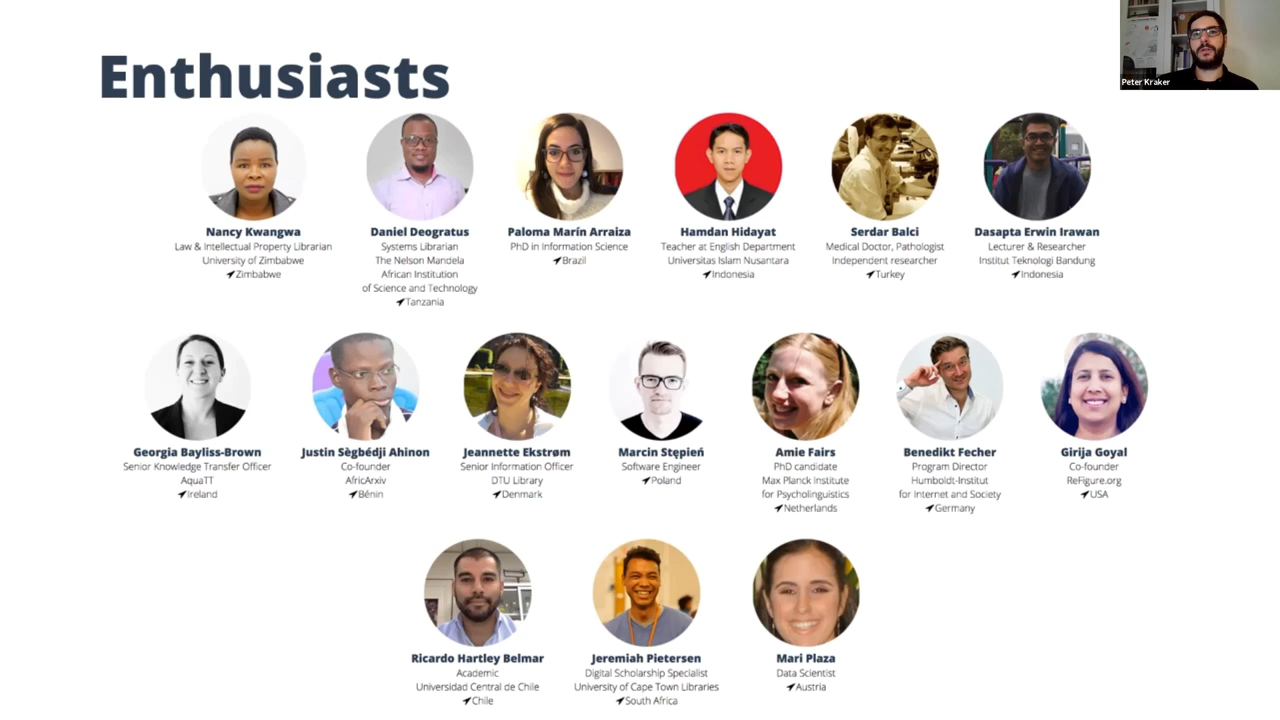 Enthusiasts
Peter Kraker
Nancy Kwangwa
Law & Intellectual Property Librarian
University of Zimbabwe
Zimbabwe
Daniel Deogratus
Systems Librarian
The Nelson Mandela
African Institution
of Science and Technology
Tanzania
Paloma Marín Arraiza
PhD in Information Science
Brazil
Hamdan Hidayat
Teacher at English Department
Universitas Islam Nusantara
Indonesia
Serdar Balci
Medical Doctor, Pathologist
Independent researcher
Turkey
Dasapta Erwin Irawan
Lecturer & Researcher
Institut Teknologi Bandung
Indonesia
Georgia Bayliss-Brown
Senior Knowledge Transfer Officer
AquaTT
Ireland
Justin Sègbédji Ahinon
Co-founder
AfricArxiv
Bénin
Jeannette Ekstrøm
Senior Information Officer
DTU Library
Denmark
Marcin Stępień
Software Engineer
Poland
Amie Fairs
PhD candidate
Max Planck Institute
for Psycholinguistics
Netherlands
Benedikt Fecher
Program Director
Humboldt-Institut
for Internet and Society
Germany
Girija Goyal
Co-founder
ReFigure.org
USA
Ricardo Hartley Belmar
Academic
Universidad Central de Chile
Chile
Jeremiah Pietersen
Digital Scholarship Specialist
University of Cape Town Libraries
South Africa
Mari Plaza
Data Scientist
Austria